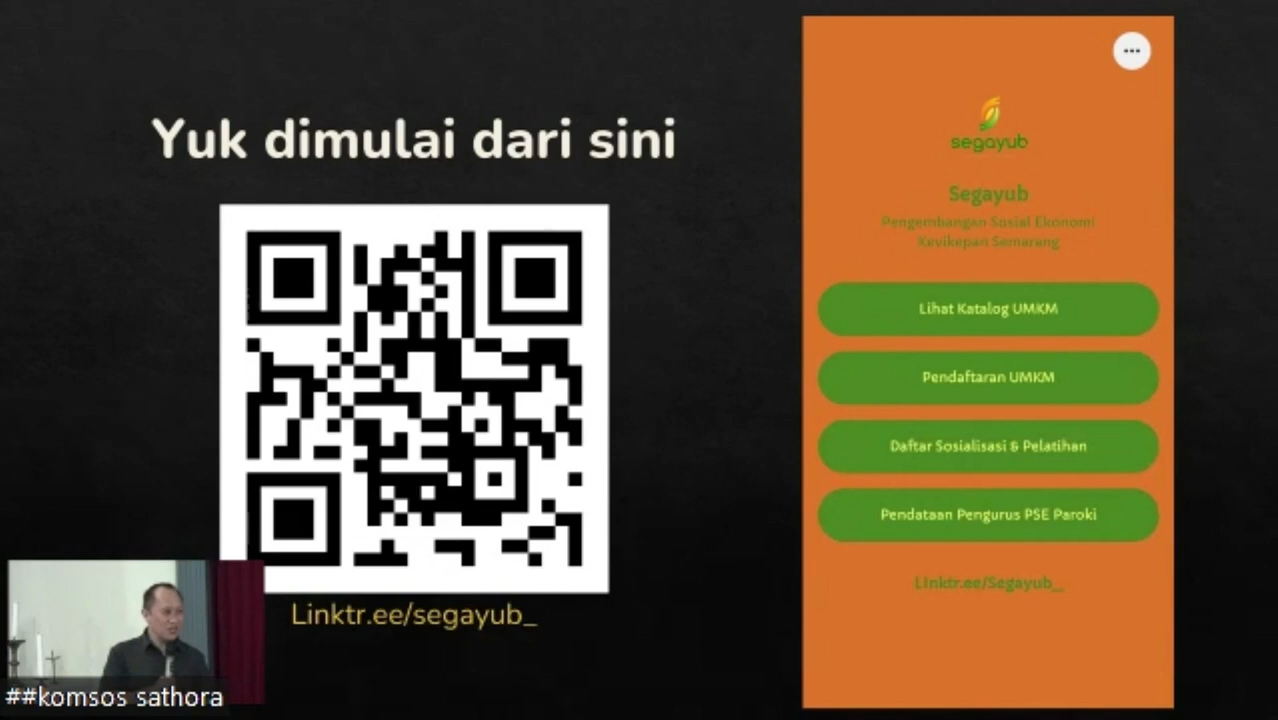 Yuk dimulai dari sini
Linktr.ee/segayub_
##komsos sathora
segayub
Segayub
Pengembangan Sosial Ekonomi
Kevikepan Semarang
Lihat Katalog UMKM
Pendaftaran UMKM
Daftar Sosialisasi & Pelatihan
Pendataan Pengurus PSE Paroki
Linktr.ee/Segayub_